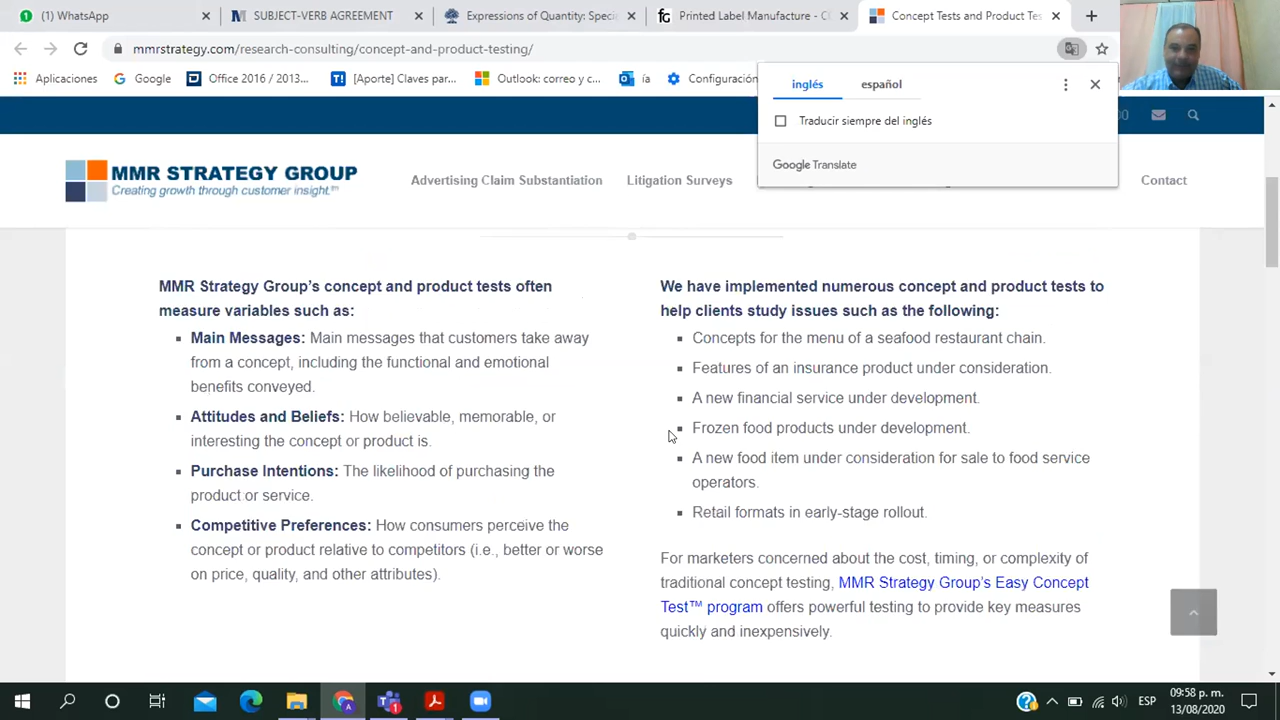 WhatsApp
SUBJECT-VERB AGREEMENT
Expressions of Quantity: Speci
Printed Label Manufacture - C
Concept Tests and Product Te
mmrstrategy.com/research-consulting/concept-and-product-testing/
Aplicaciones
Google
Office 2016 / 2013...
[Aporte] Claves par...
Outlook: correo y c...
ía
Configuración
inglés
español
Traducir siempre del inglés
Google Translate
MMR STRATEGY GROUP
Creating growth through customer insight.™
Advertising Claim Substantiation
Litigation Surveys
Contact
MMR Strategy Group's concept and product tests often
measure variables such as:
Main Messages: Main messages that customers take away
from a concept, including the functional and emotional
benefits conveyed.
Attitudes and Beliefs: How believable, memorable, or
interesting the concept or product is.
Purchase Intentions: The likelihood of purchasing the
product or service.
Competitive Preferences: How consumers perceive the
concept or product relative to competitors (i.e., better or worse
on price, quality, and other attributes).
We have implemented numerous concept and product tests to
help clients study issues such as the following:
Concepts for the menu of a seafood restaurant chain.
Features of an insurance product under consideration.
A new financial service under development.
Frozen food products under development.
A new food item under consideration for sale to food service
operators.
Retail formats in early-stage rollout.
For marketers concerned about the cost, timing, or complexity of
traditional concept testing, MMR Strategy Group's Easy Concept
Test™ program offers powerful testing to provide key measures
quickly and inexpensively.
ESP
09:58 p. m.
13/08/2020